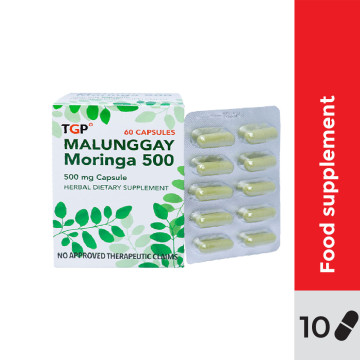 TGP
60 CAPSULES
MALUNGGAY
Moringa 500
500 mg Capsule
HERBAL DIETARY SUPPLEMENT
NO APPROVED THERAPEUTIC CLAIMS
Food supplement
10